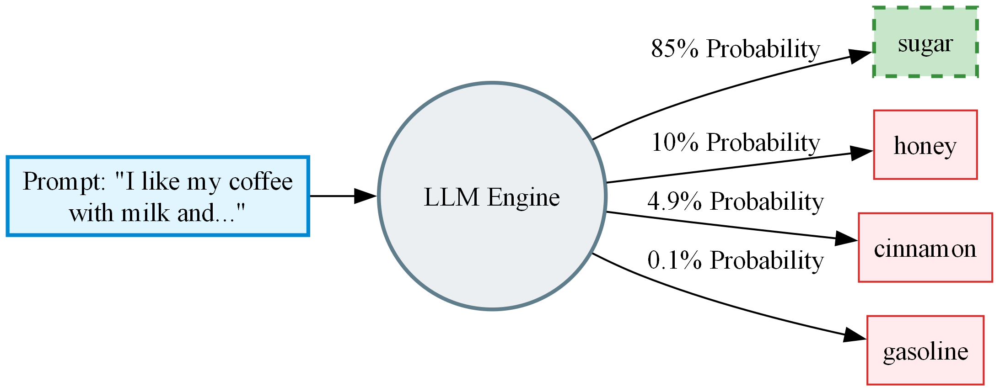 Prompt: "I like my coffee
with milk and..."
LLM Engine
85% Probability
sugar
10% Probability
honey
4.9% Probability
cinnamon
0.1% Probability
gasoline